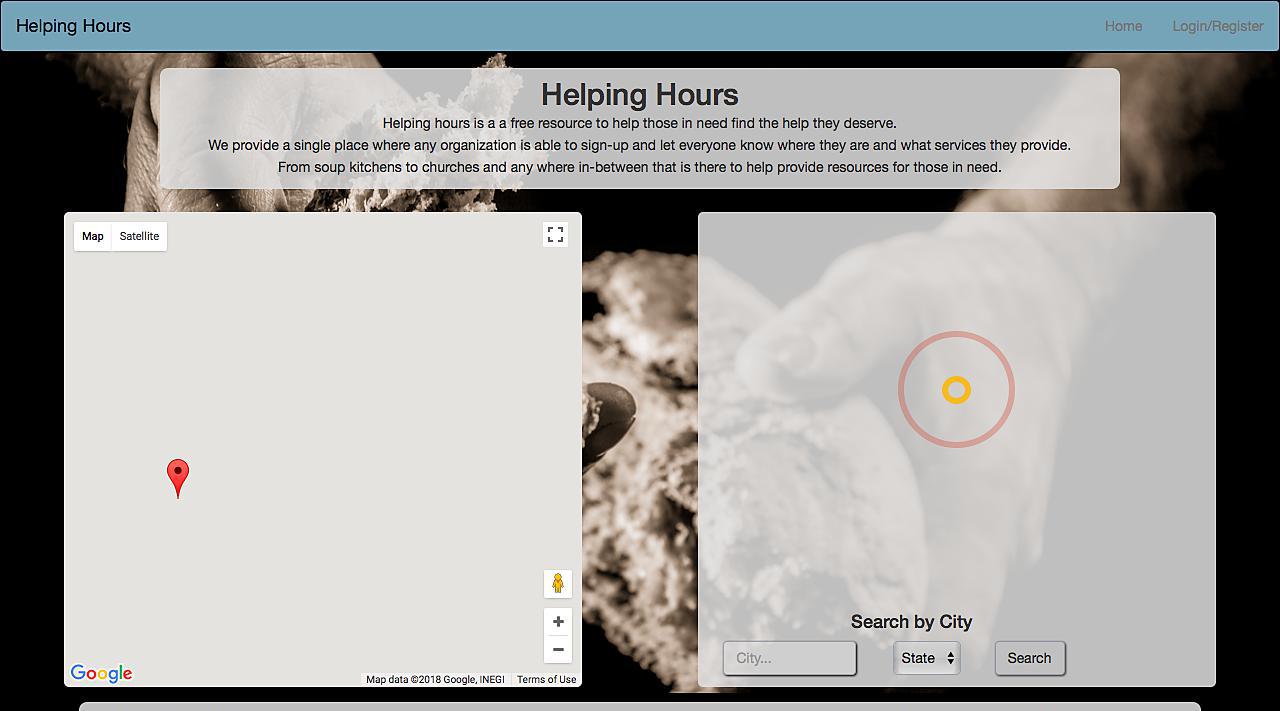 Helping Hours
Home
Login/Register
Helping Hours
Helping hours is a a free resource to help those in need find the help they deserve.
We provide a single place where any organization is able to sign-up and let everyone know where they are and what services they provide.
From soup kitchens to churches and any where in-between that is there to help provide resources for those in need.
Map
Satellite
Google
Map data ©2018 Google, INEGI
Terms of Use
Search by City
City...
State
Search